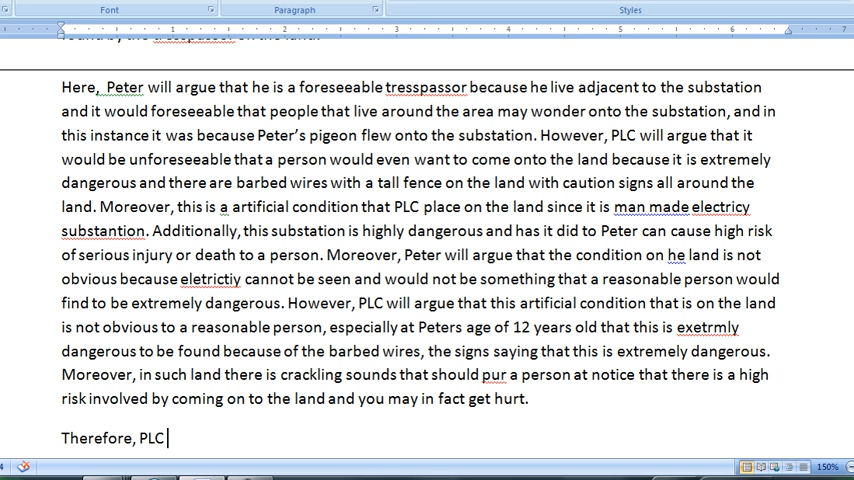 Font Paragraph Styles
1 2 3 4 5 6 7
Here, Peter will argue that he is a foreseeable tresspassor because he live adjacent to the substation
and it would foreseeable that people that live around the area may wonder onto the substation, and in
this instance it was because Peter’s pigeon flew onto the substation. However, PLC will argue that it
would be unforeseeable that a person would even want to come onto the land because it is extremely
dangerous and there are barbed wires with a tall fence on the land with caution signs all around the
land. Moreover, this is a artificial condition that PLC place on the land since it is man made electricy
substantion. Additionally, this substation is highly dangerous and has it did to Peter can cause high risk
of serious injury or death to a person. Moreover, Peter will argue that the condition on he land is not
obvious because eletrictiy cannot be seen and would not be something that a reasonable person would
find to be extremely dangerous. However, PLC will argue that this artificial condition that is on the land
is not obvious to a reasonable person, especially at Peters age of 12 years old that this is exetrmly
dangerous to be found because of the barbed wires, the signs saying that this is extremely dangerous.
Moreover, in such land there is crackling sounds that should pur a person at notice that there is a high
risk involved by coming on to the land and you may in fact get hurt.
Therefore, PLC
150%